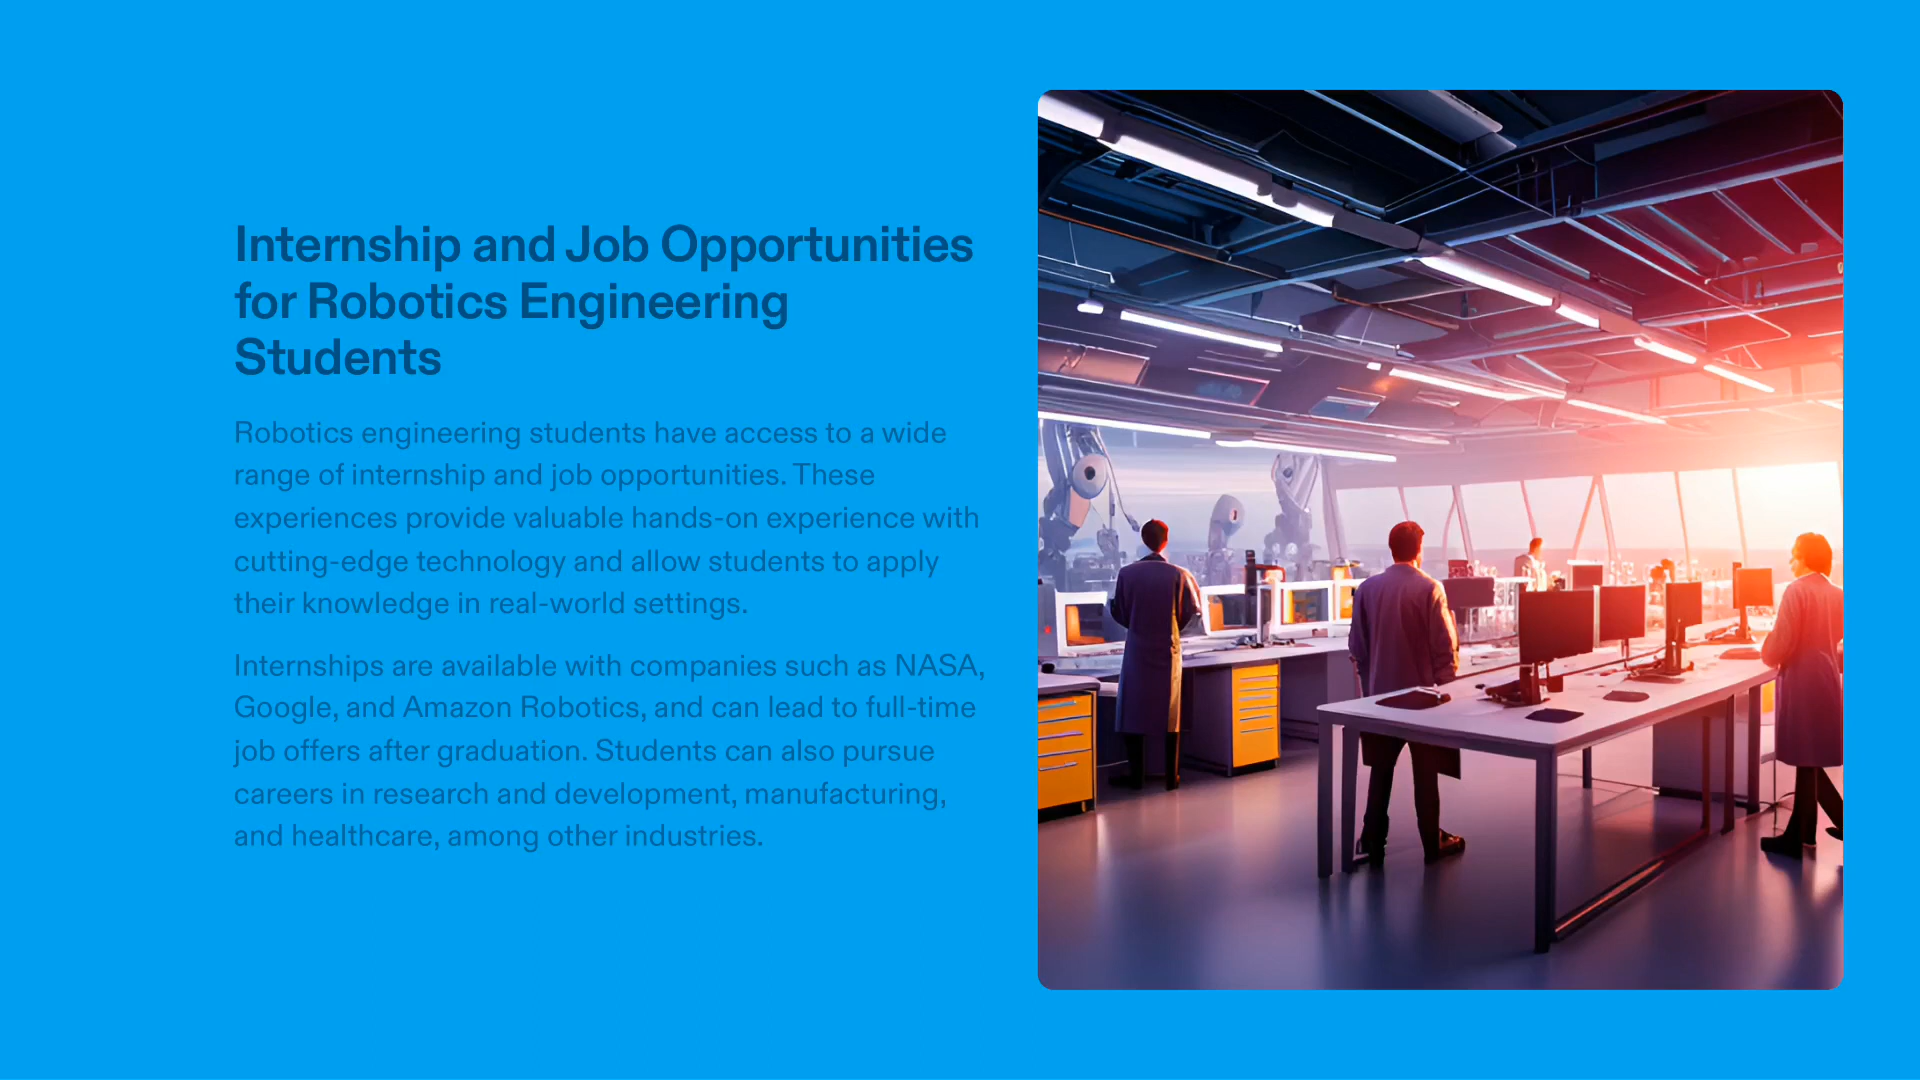 Internship and Job Opportunities
for Robotics Engineering
Students
Robotics engineering students have access to a wide
range of internship and job opportunities. These
experiences provide valuable hands-on experience with
cutting-edge technology and allow students to apply
their knowledge in real-world settings.
Internships are available with companies such as NASA,
Google, and Amazon Robotics, and can lead to full-time
job offers after graduation. Students can also pursue
careers in research and development, manufacturing,
and healthcare, among other industries.